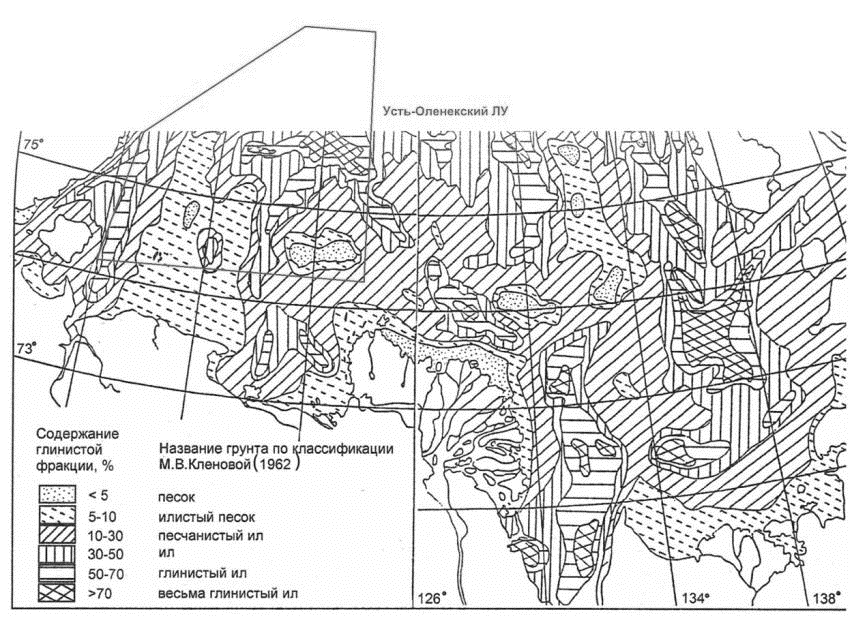 Усть-Оленекский ЛУ
75°
73°
Содержание
глинистой
фракции, %
Название грунта по классификации
М.В.Кленовой(1962)
< 5 песок
5-10 илистый песок
10-30 песчанистый ил
30-50 ил
50-70 глинистый ил
>70 весьма глинистый ил
126°
134°
138°